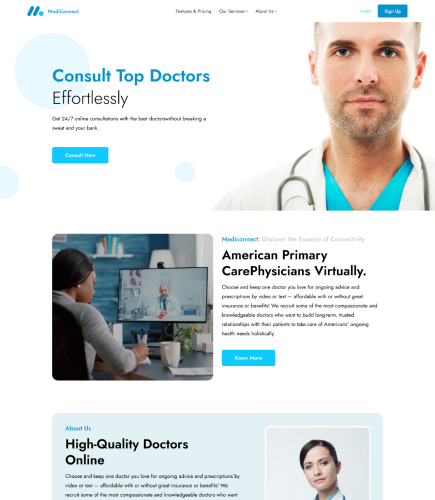 MediConnect
Features & Pricing
Our Services
About Us
Login
Sign Up
Consult Top Doctors
Effortlessly
Get 24/7 online consultations with the best doctorswithout breaking a
sweat and your bank.
Consult Now
Mediconnect: Discover the Essence of Connectivity
American Primary
CarePhysicians Virtually.
Choose and keep one doctor you love for ongoing advice and
prescriptions by video or text — affordable with or without great
insurance or benefits! We recruit some of the most compassionate and
knowledgeable doctors who want to build long-term, trusted
relationships with their patients to take care of Americans' ongoing
health needs holistically.
Know More
About Us
High-Quality Doctors
Online
Choose and keep one doctor you love for ongoing advice and prescriptions
by video or text — affordable with or without great insurance or benefits! We
recruit some of the most compassionate and knowledgeable doctors who want